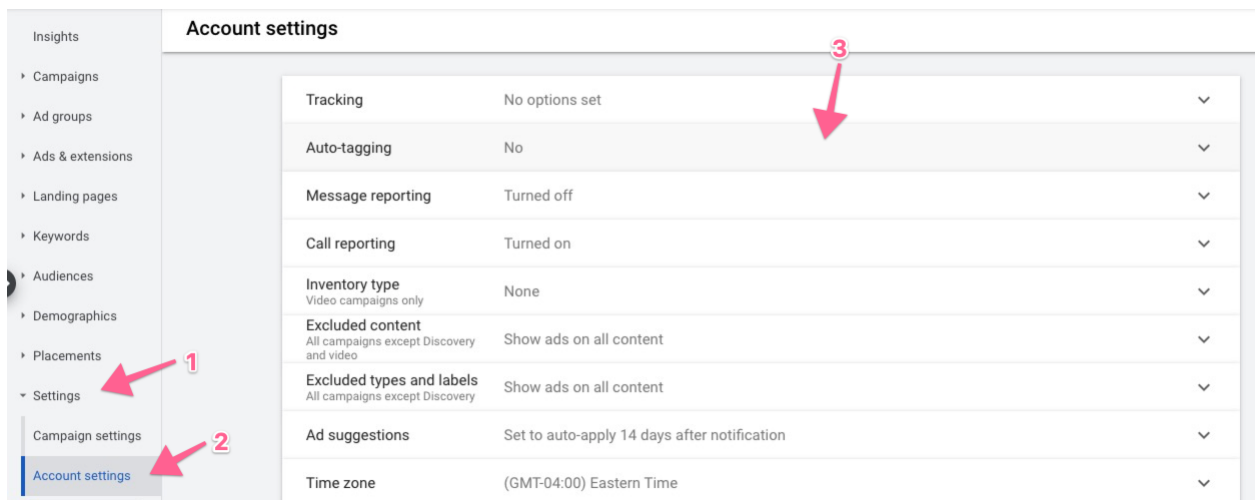 Insights
Campaigns
Ad groups
Ads & extensions
Landing pages
Keywords
Audiences
Demographics
Placements
1
Settings
Campaign settings
2
Account settings
Account settings
3
Tracking No options set
Auto-tagging No
Message reporting Turned off
Call reporting Turned on
Inventory type
Video campaigns only
None
Excluded content
All campaigns except Discovery
and video
Show ads on all content
Excluded types and labels
All campaigns except Discovery
Show ads on all content
Ad suggestions Set to auto-apply 14 days after notification
Time zone (GMT-04:00) Eastern Time